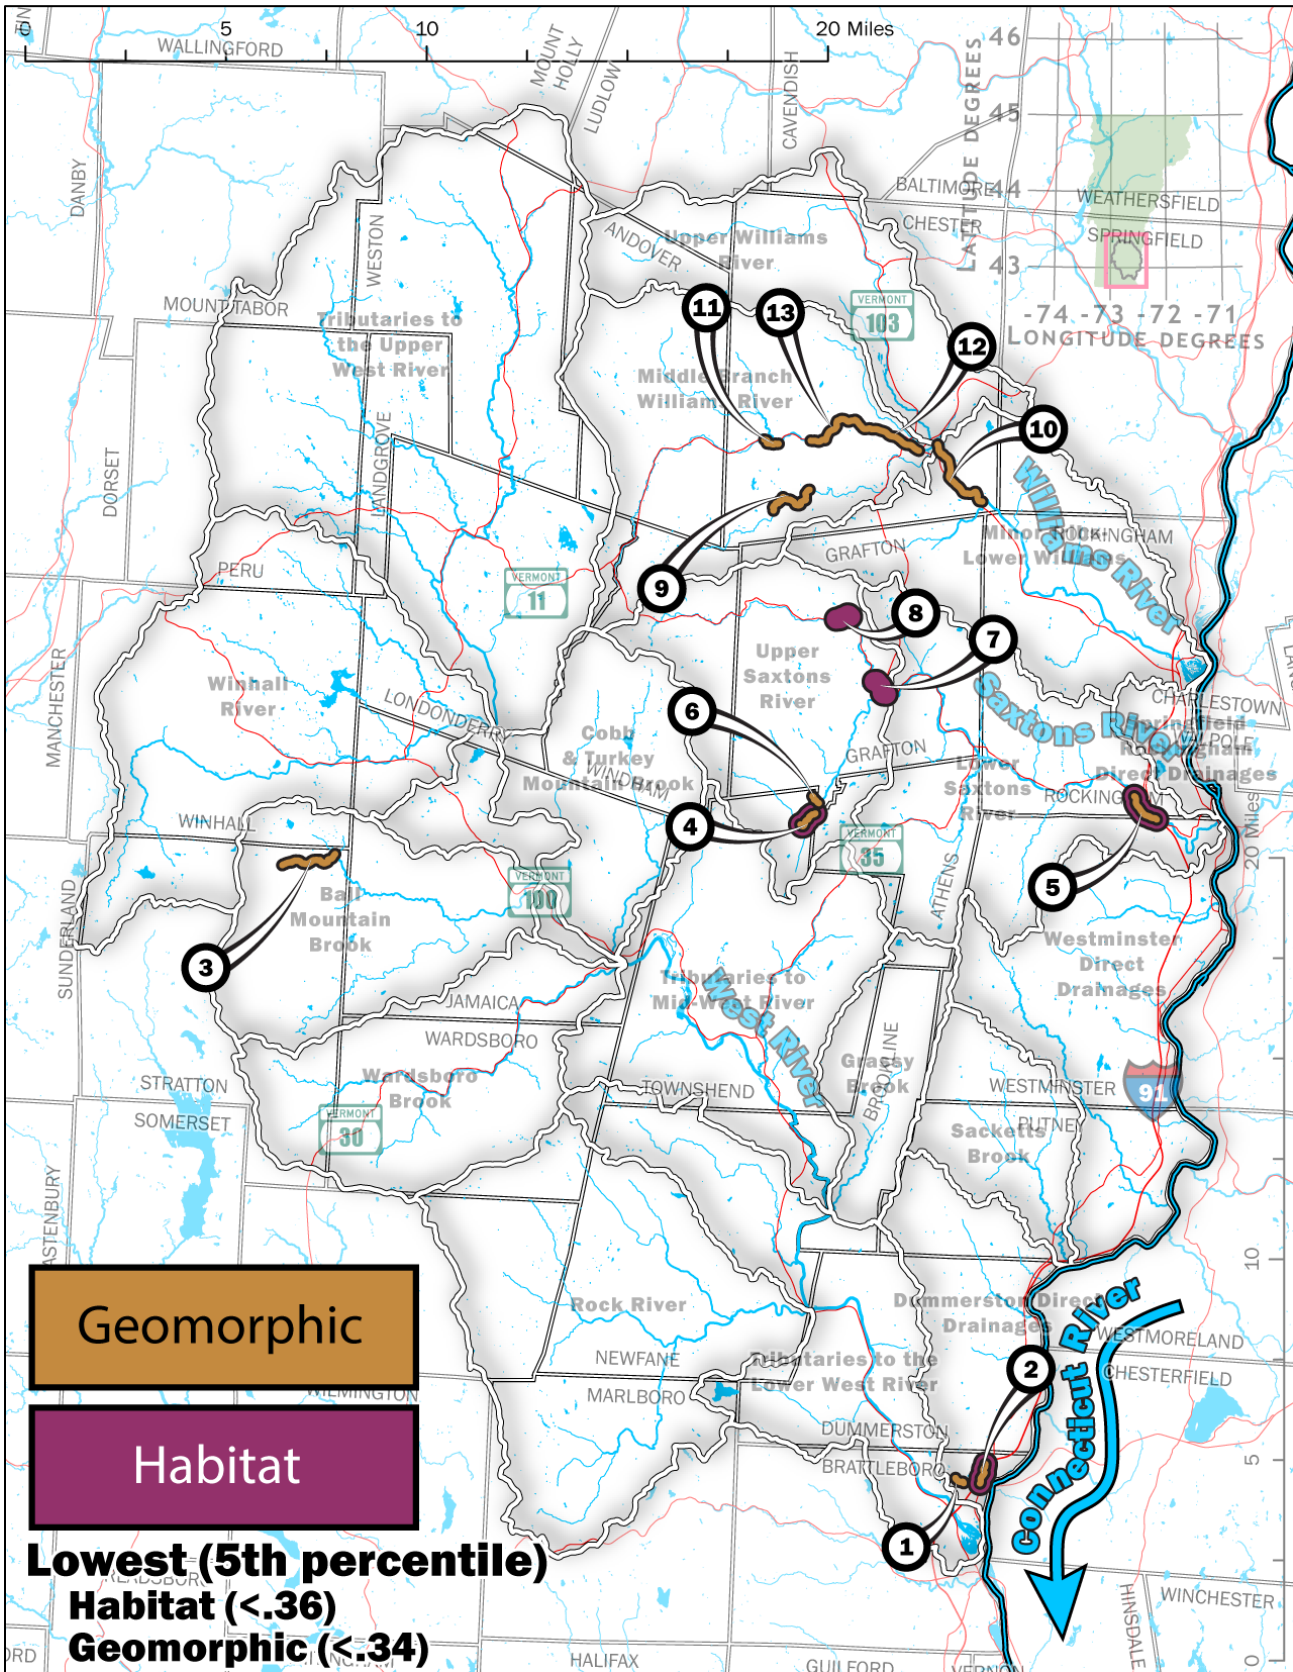 0
5
10
20 Miles
WALLINGFORD
MOUNT
HOLLY
LUDLOW
CAVENDISH
LATITUDE DEGREES
46
45
44
43
-74 -73 -72 -71
LONGITUDE DEGREES
DANBY
WESTON
ANDOVER
BALTIMORE
CHESTER
WEATHERSFIELD
SPRINGFIELD
Upper Williams
River
MOUNT TABOR
Tributaries to
the Upper
West River
11
13
VERMONT
103
12
Middle Branch
Williams River
10
DORSET
LANDGROVE
Williams River
Minor
Lower Williams
ROCKINGHAM
GRAFTON
PERU
VERMONT
11
9
8
7
MANCHESTER
Winhall
River
LONDONDERRY
Upper
Saxtons
River
Saxtons River
CHARLESTOWN
6
Cobb
& Turkey
Mountain Brook
WINDHAM
GRAFTON
Lower
Saxtons
River
Springfield
Rockingham
Direct Drainages
WALPOLE
ROCKINGHAM
20 Miles
WINHALL
4
VERMONT
35
5
SUNDERLAND
Ball
Mountain
Brook
VERMONT
100
ATHENS
3
Westminster
Direct
Drainages
JAMAICA
Tributaries to
Mid-West River
West River
WARDSBORO
Wardsboro
Brook
Grassy
Brook
BROOKLINE
STRATTON
SOMERSET
VERMONT
30
TOWNSHEND
WESTMINSTER
PUTNEY
91
Sacketts
Brook
ASTENBURY
10
Geomorphic
Rock River
Dummerston Direct
Drainages
Connecticut River
WESTMORELAND
CHESTERFIELD
NEWFANE
MARLBORO
WILMINGTON
Tributaries to the
Lower West River
2
DUMMERSTON
BRATTLEBORO
5
Habitat
1
Lowest (5th percentile)
Habitat (<.36)
Geomorphic (<.34)
HALIFAX
GUILFORD
VERNON
HINSDALE
WINCHESTER
0